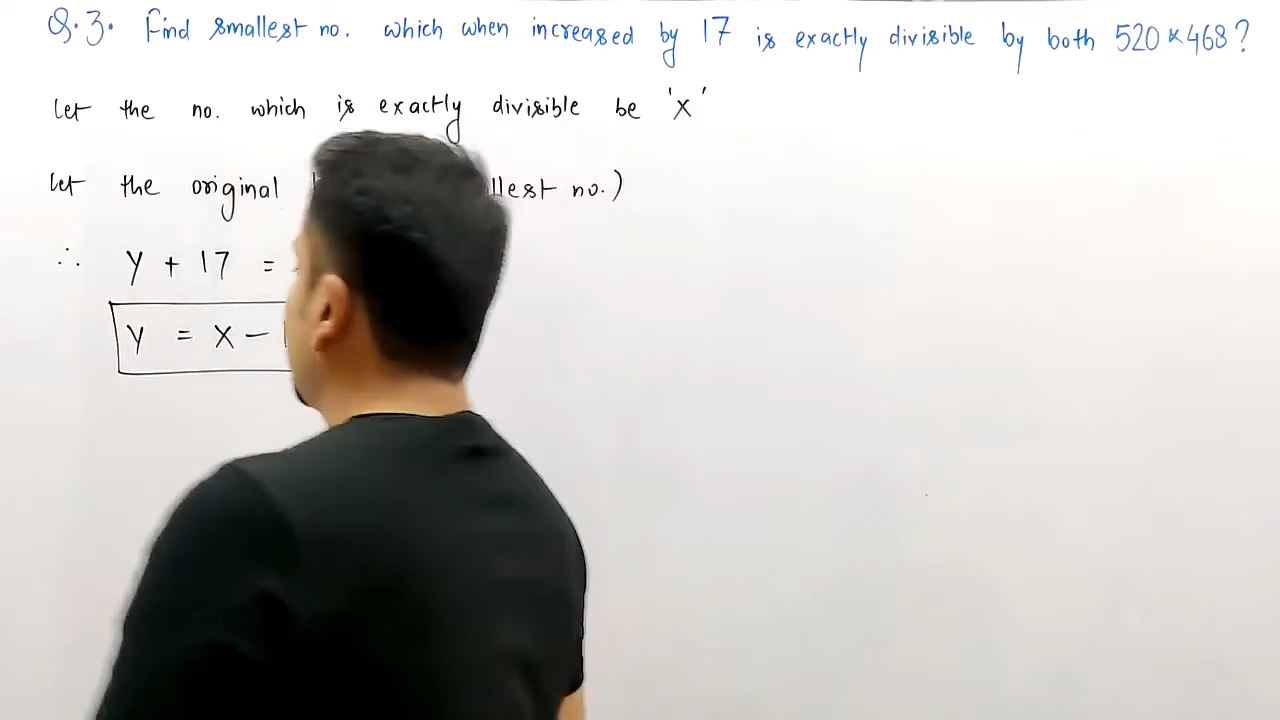 Q.3. Find smallest no. which when increased by 17 is exactly divisible by both 520 & 468?
Let the no. which is exactly divisible be 'x'
Let the original no.)
∴ y + 17 =
y = x –